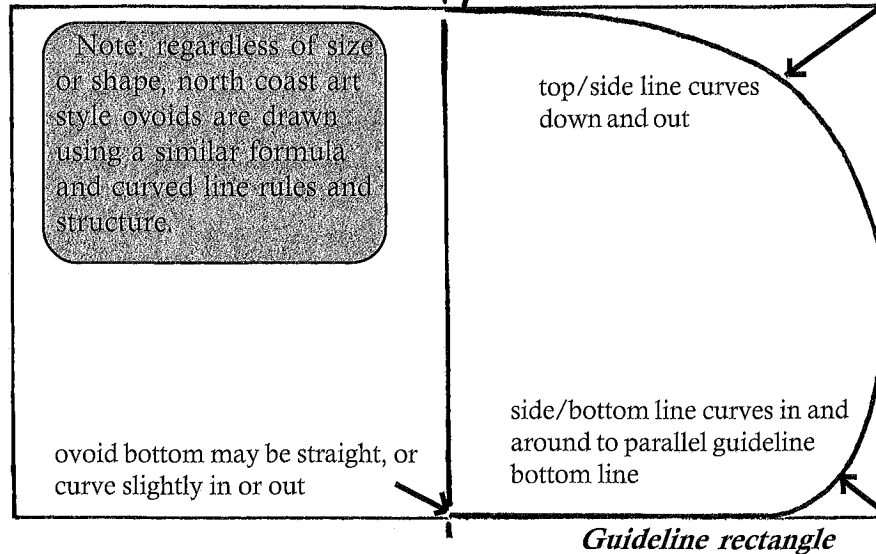 Note: regardless of size
or shape, north coast art
style ovoids are drawn
using a similar formula
and curved line rules and
structure.
top/side line curves
down and out
side/bottom line curves in and
around to parallel guideline
bottom line
ovoid bottom may be straight, or
curve slightly in or out
Guideline rectangle